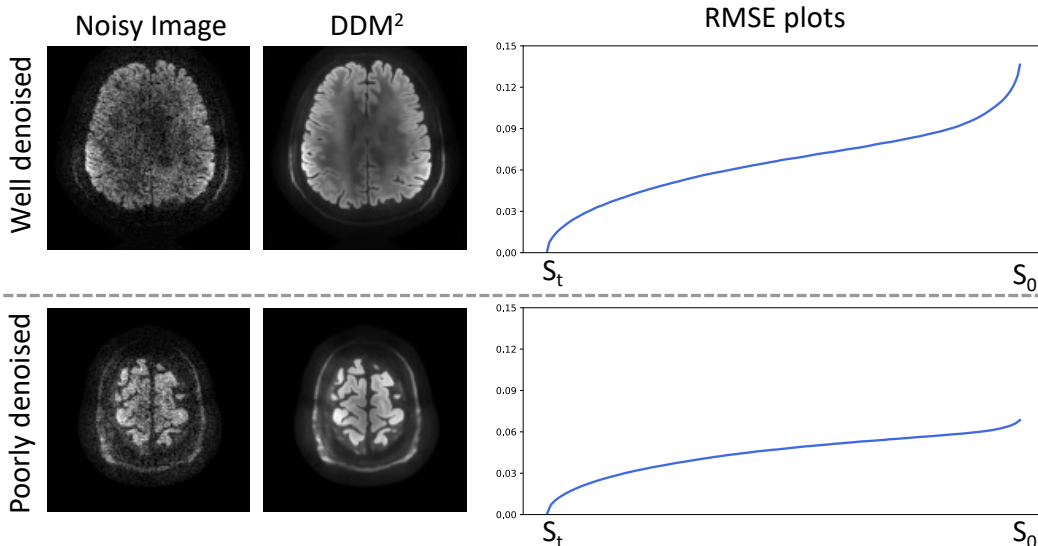 Noisy Image
DDM²
RMSE plots
Well denoised
0.15
0.12
0.09
0.06
0.03
0.00
Sₜ
S₀
Poorly denoised
0.15
0.12
0.09
0.06
0.03
0.00
Sₜ
S₀